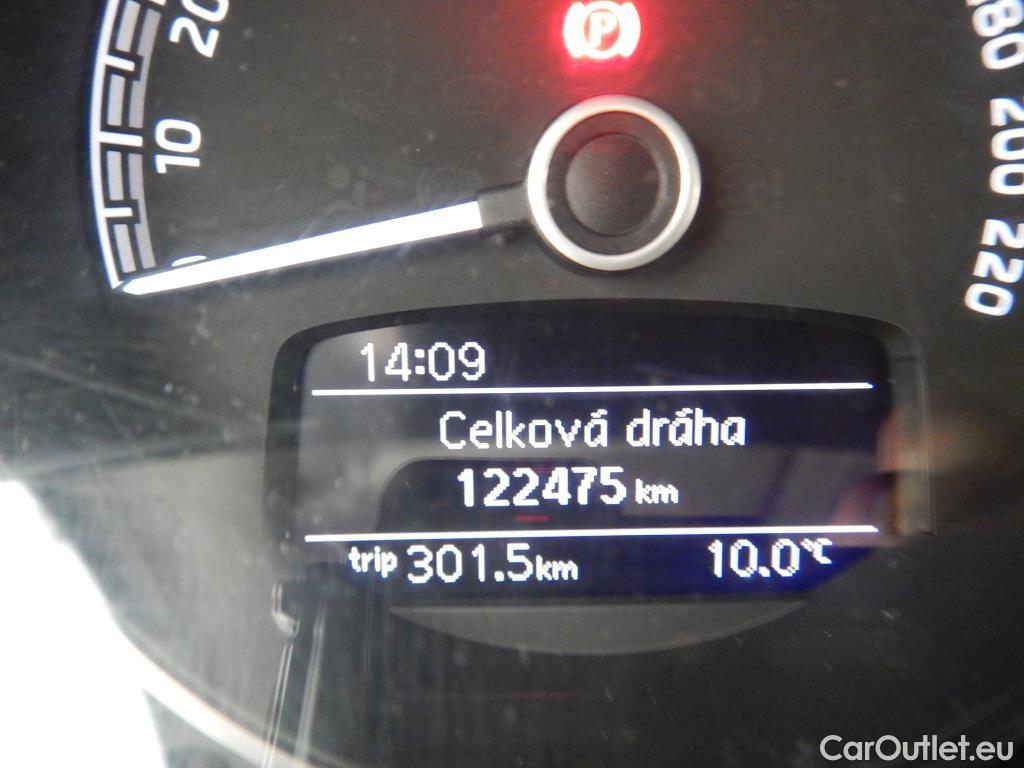 20
10
0
P
180
200
220
14:09
Celková dráha
122475 km
trip 301.5 km 10.0°C
CarOutlet.eu